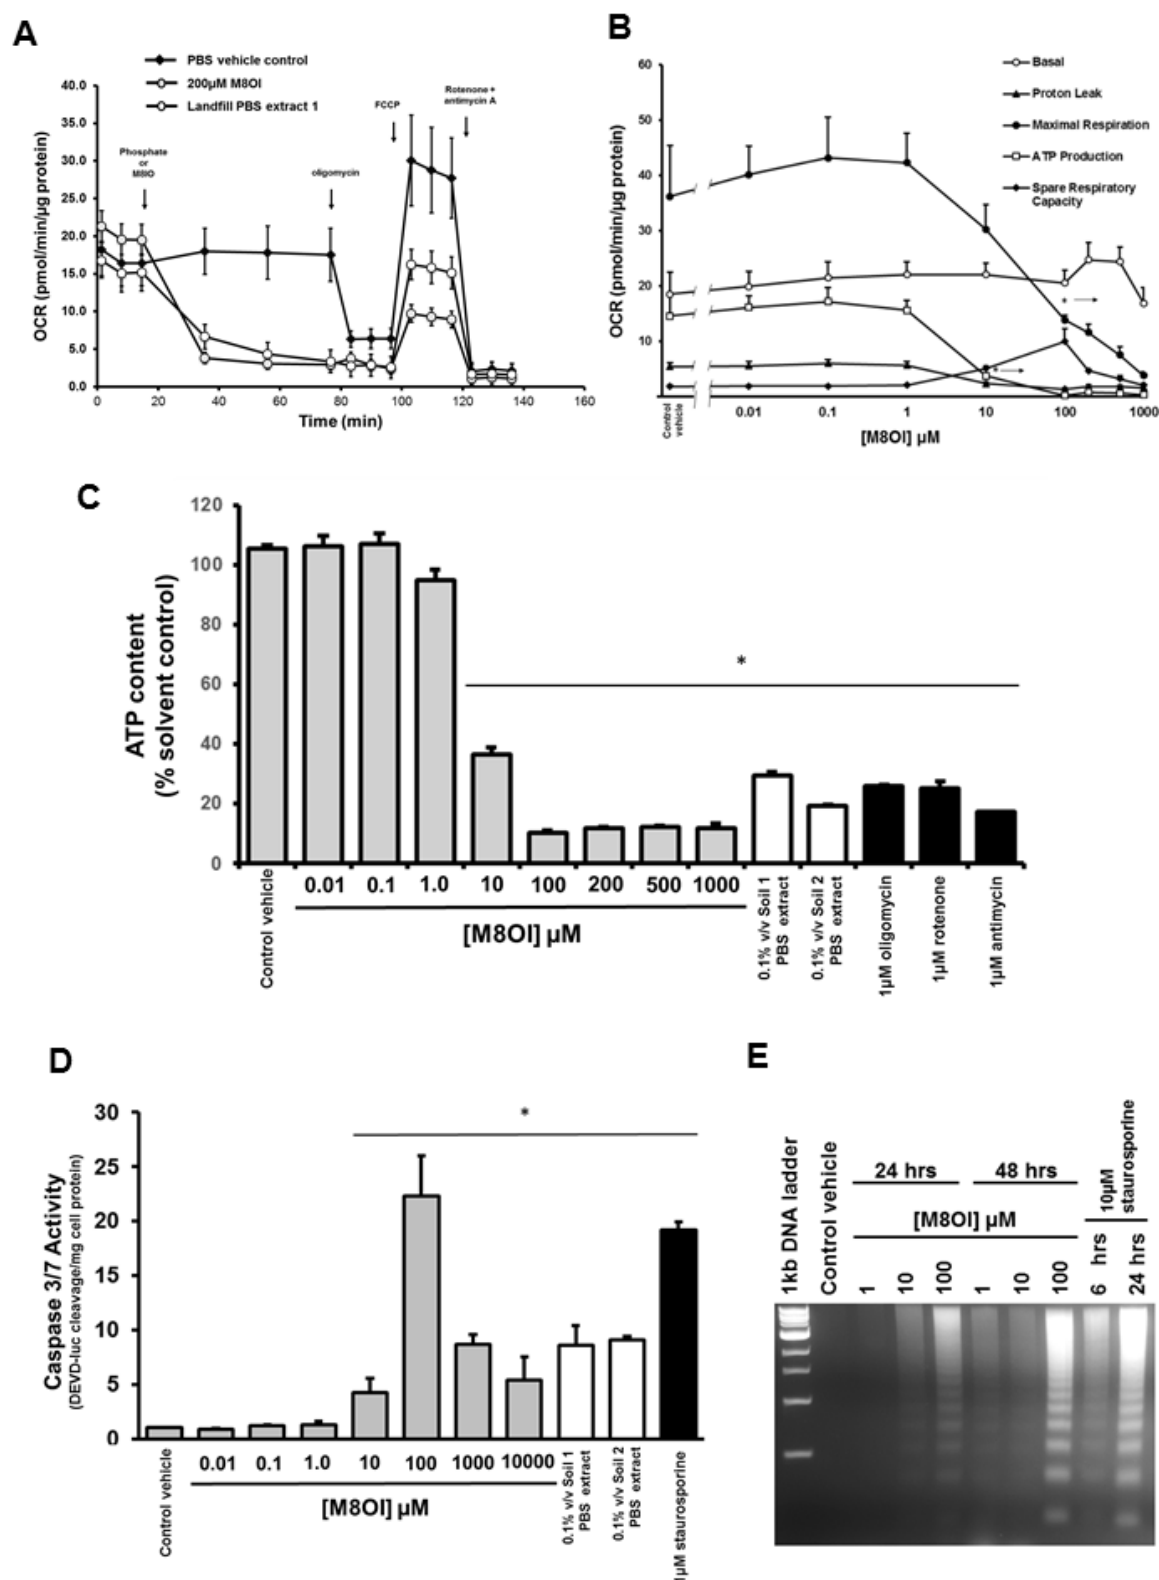 A
PBS vehicle control
200µM M8OI
Landfill PBS extract 1
OCR (pmol/min/µg protein)
40.0
35.0
30.0
25.0
20.0
15.0
10.0
5.0
0.0
Phosphate
or
M8IO
oligomycin
FCCP
Rotenone +
antimycin A
0
20
40
60
80
100
120
140
160
Time (min)
B
Basal
Proton Leak
Maximal Respiration
ATP Production
Spare Respiratory
Capacity
OCR (pmol/min/µg protein)
60
50
40
30
20
10
*
*
Control
vehicle
0.01
0.1
1
10
100
1000
[M8OI] µM
C
ATP content
(% solvent control)
120
100
80
60
40
20
0
*
Control vehicle
0.01
0.1
1.0
10
100
200
500
1000
[M8OI] µM
0.1% v/v Soil 1
PBS extract
0.1% v/v Soil 2
PBS extract
1µM oligomycin
1µM rotenone
1µM antimycin
D
Caspase 3/7 Activity
(DEVD-luc cleavage/mg cell protein)
30
25
20
15
10
5
0
*
Control vehicle
0.01
0.1
1.0
10
100
1000
10000
[M8OI] µM
0.1% v/v Soil 1
PBS extract
0.1% v/v Soil 2
PBS extract
1µM staurosporine
E
1kb DNA ladder
Control vehicle
24 hrs
48 hrs
[M8OI] µM
1
10
100
1
10
100
10µM
staurosporine
6 hrs
24 hrs